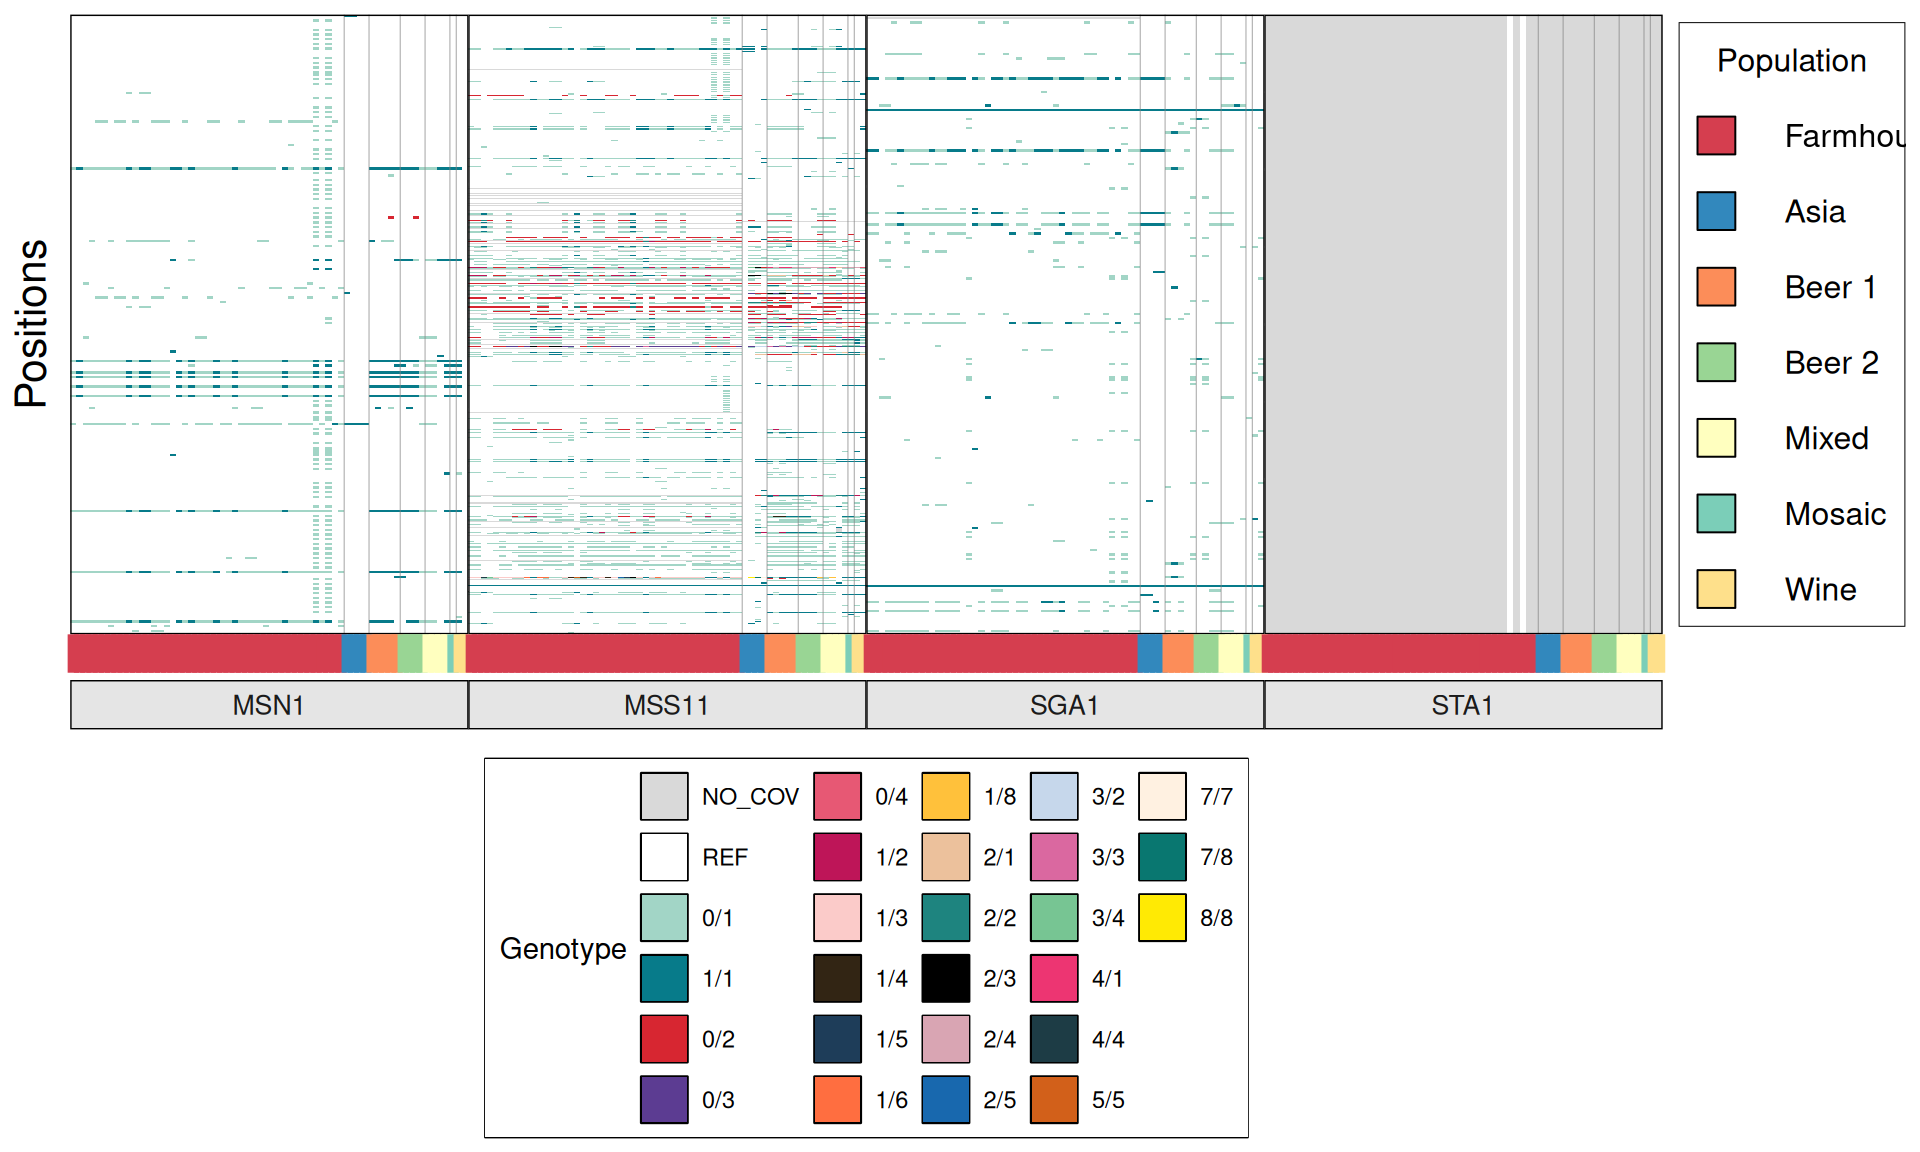 Positions
MSN1 MSS11 SGA1 STA1
Population
Farmhou
Asia
Beer 1
Beer 2
Mixed
Mosaic
Wine
Genotype
NO_COV 0/4 1/8 3/2 7/7
REF 1/2 2/1 3/3 7/8
0/1 1/3 2/2 3/4 8/8
1/1 1/4 2/3 4/1
0/2 1/5 2/4 4/4
0/3 1/6 2/5 5/5